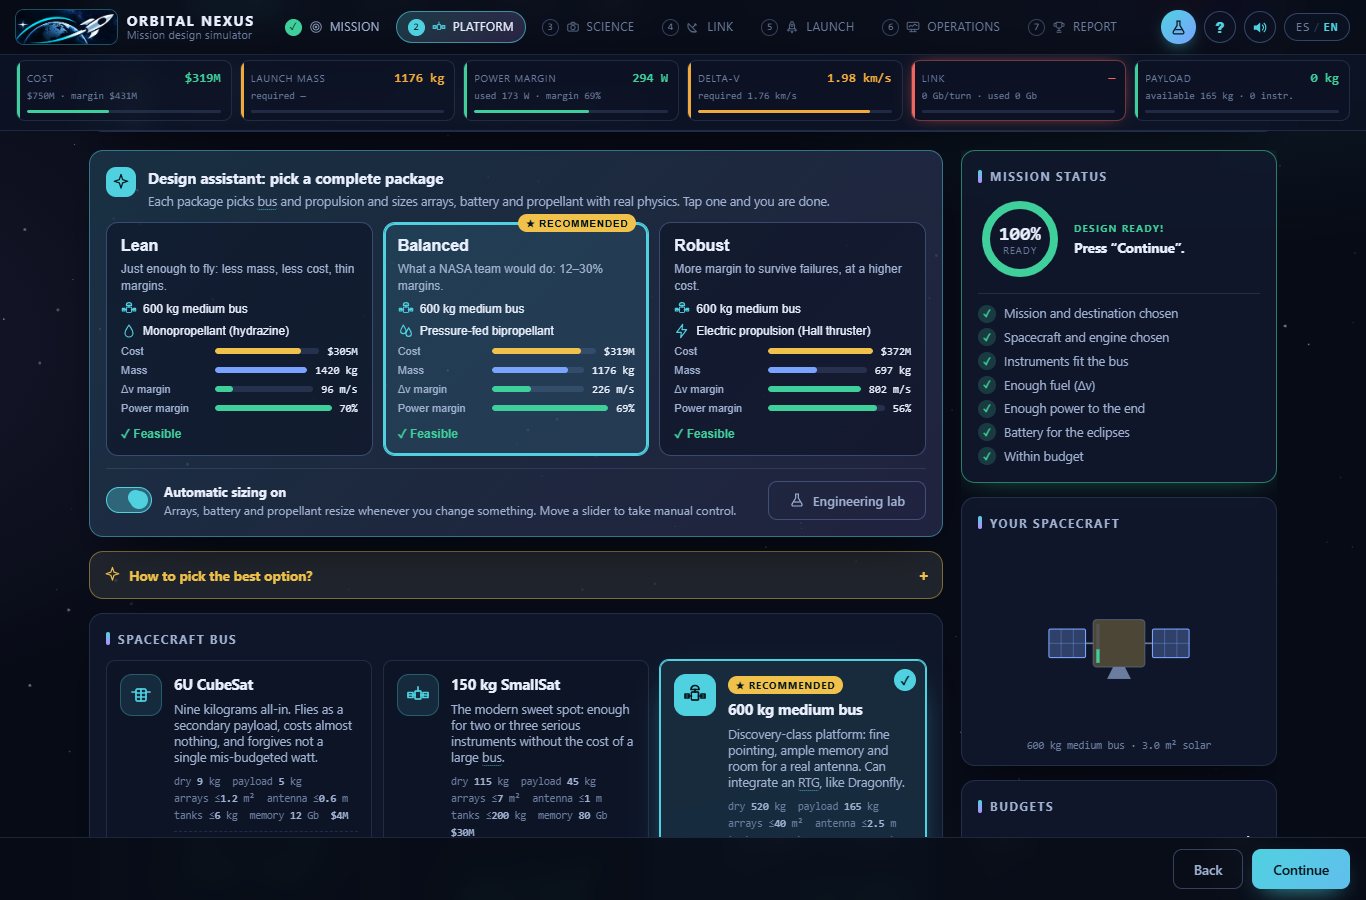 ORBITAL NEXUS
Mission design simulator
MISSION
2 PLATFORM
3 SCIENCE
4 LINK
5 LAUNCH
6 OPERATIONS
7 REPORT
?
ES / EN
COST $319M
$750M · margin $431M
LAUNCH MASS 1176 kg
required —
POWER MARGIN 294 W
used 173 W · margin 69%
DELTA-V 1.98 km/s
required 1.76 km/s
LINK —
0 Gb/turn · used 0 Gb
PAYLOAD 0 kg
available 165 kg · 0 instr.
Design assistant: pick a complete package
Each package picks bus and propulsion and sizes arrays, battery and propellant with real physics. Tap one and you are done.
Lean
Just enough to fly: less mass, less cost, thin
margins.
600 kg medium bus
Monopropellant (hydrazine)
Cost $305M
Mass 1420 kg
Δv margin 96 m/s
Power margin 70%
✓ Feasible
★ RECOMMENDED
Balanced
What a NASA team would do: 12–30%
margins.
600 kg medium bus
Pressure-fed bipropellant
Cost $319M
Mass 1176 kg
Δv margin 226 m/s
Power margin 69%
✓ Feasible
Robust
More margin to survive failures, at a higher
cost.
600 kg medium bus
Electric propulsion (Hall thruster)
Cost $372M
Mass 697 kg
Δv margin 802 m/s
Power margin 56%
✓ Feasible
Automatic sizing on
Arrays, battery and propellant resize whenever you change something. Move a slider to take manual control.
Engineering lab
How to pick the best option?
+
SPACECRAFT BUS
6U CubeSat
Nine kilograms all-in. Flies as a
secondary payload, costs almost
nothing, and forgives not a
single mis-budgeted watt.
dry 9 kg payload 5 kg
arrays ≤1.2 m² antenna ≤0.6 m
tanks ≤6 kg memory 12 Gb $4M
150 kg SmallSat
The modern sweet spot: enough
for two or three serious
instruments without the cost of a
large bus.
dry 115 kg payload 45 kg
arrays ≤7 m² antenna ≤1 m
tanks ≤200 kg memory 80 Gb
$30M
★ RECOMMENDED
600 kg medium bus
Discovery-class platform: fine
pointing, ample memory and
room for a real antenna. Can
integrate an RTG, like Dragonfly.
dry 520 kg payload 165 kg
arrays ≤40 m² antenna ≤2.5 m
MISSION STATUS
100%
READY
DESIGN READY!
Press “Continue”.
Mission and destination chosen
Spacecraft and engine chosen
Instruments fit the bus
Enough fuel (Δv)
Enough power to the end
Battery for the eclipses
Within budget
YOUR SPACECRAFT
600 kg medium bus · 3.0 m² solar
BUDGETS
Back
Continue